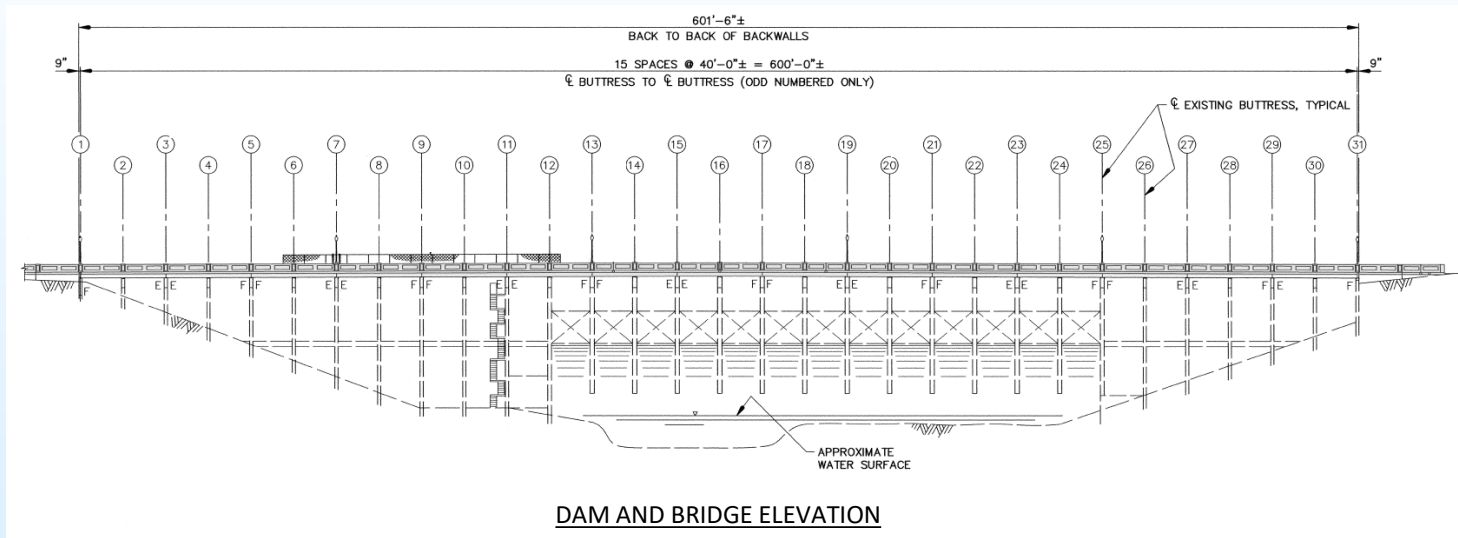 601'-6"±
BACK TO BACK OF BACKWALLS
9"
15 SPACES @ 40'-0"± = 600'-0"±
9"
℄ BUTTRESS TO ℄ BUTTRESS (ODD NUMBERED ONLY)
℄ EXISTING BUTTRESS, TYPICAL
1 3 5 7 9 11 13 15 17 19 21 23 25 27 29 31
2 4 6 8 10 12 14 16 18 20 22 24 26 28 30
F E E F F E E F F E E F F E E F F E E F F E E F F E E F E F
APPROXIMATE
WATER SURFACE
DAM AND BRIDGE ELEVATION